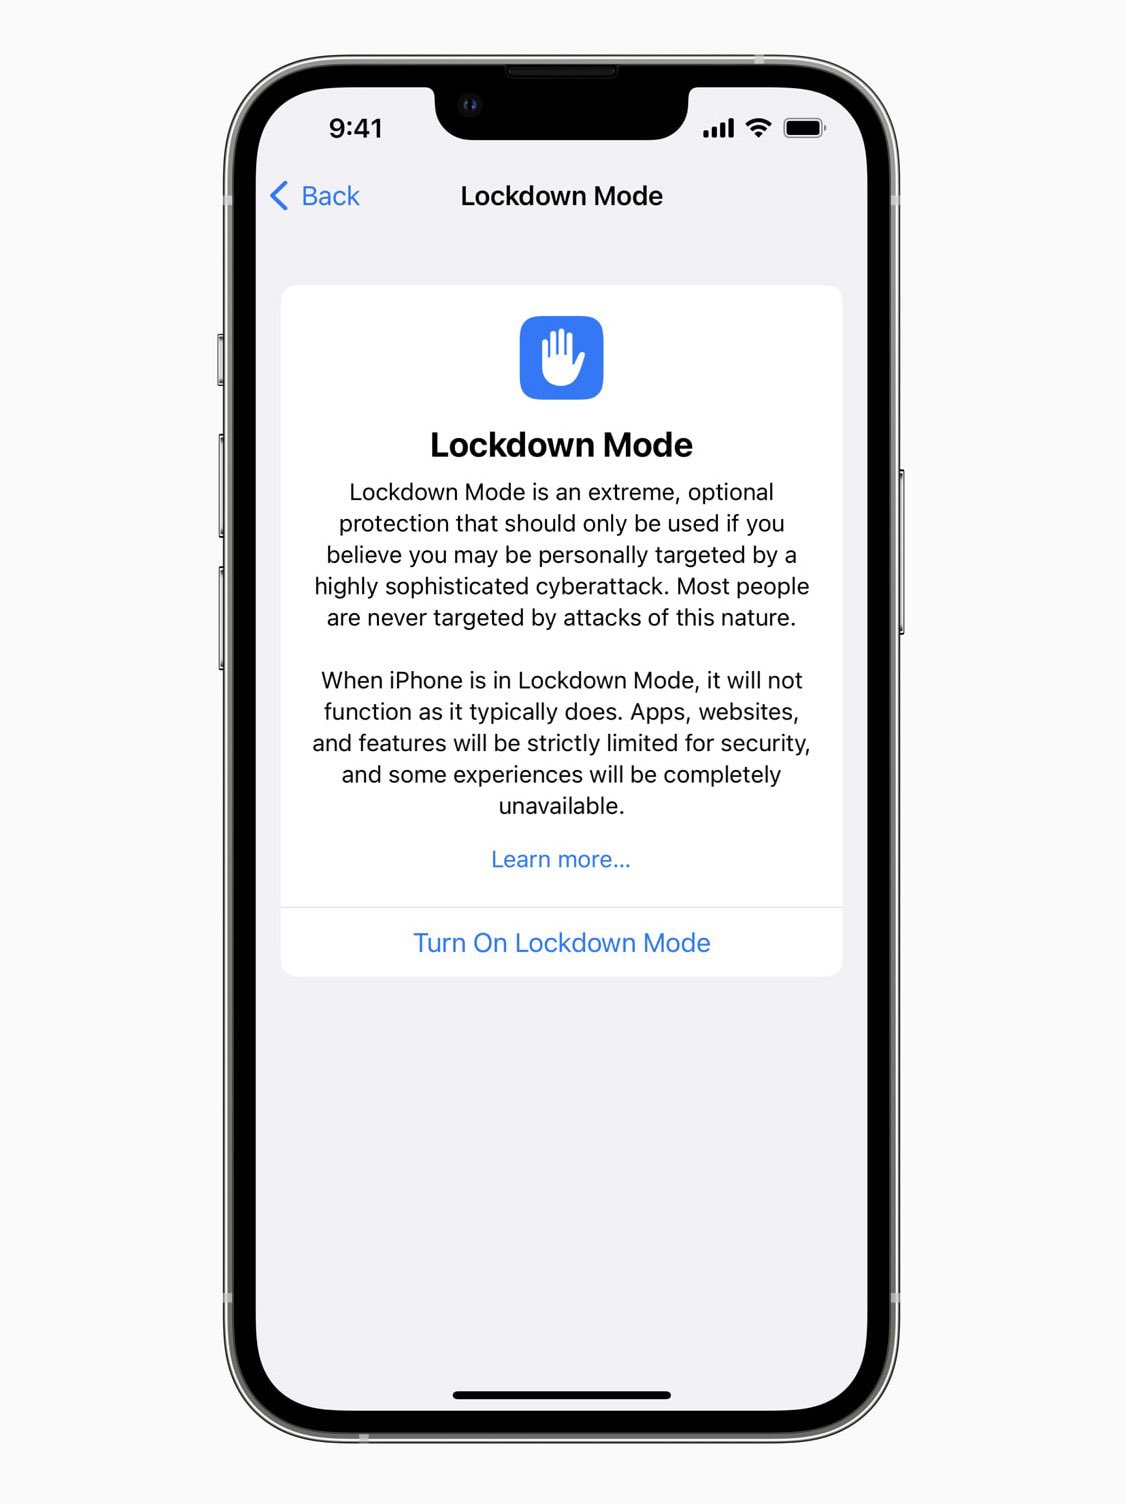 9:41
Back
Lockdown Mode
Lockdown Mode
Lockdown Mode is an extreme, optional
protection that should only be used if you
believe you may be personally targeted by a
highly sophisticated cyberattack. Most people
are never targeted by attacks of this nature.
When iPhone is in Lockdown Mode, it will not
function as it typically does. Apps, websites,
and features will be strictly limited for security,
and some experiences will be completely
unavailable.
Learn more...
Turn On Lockdown Mode